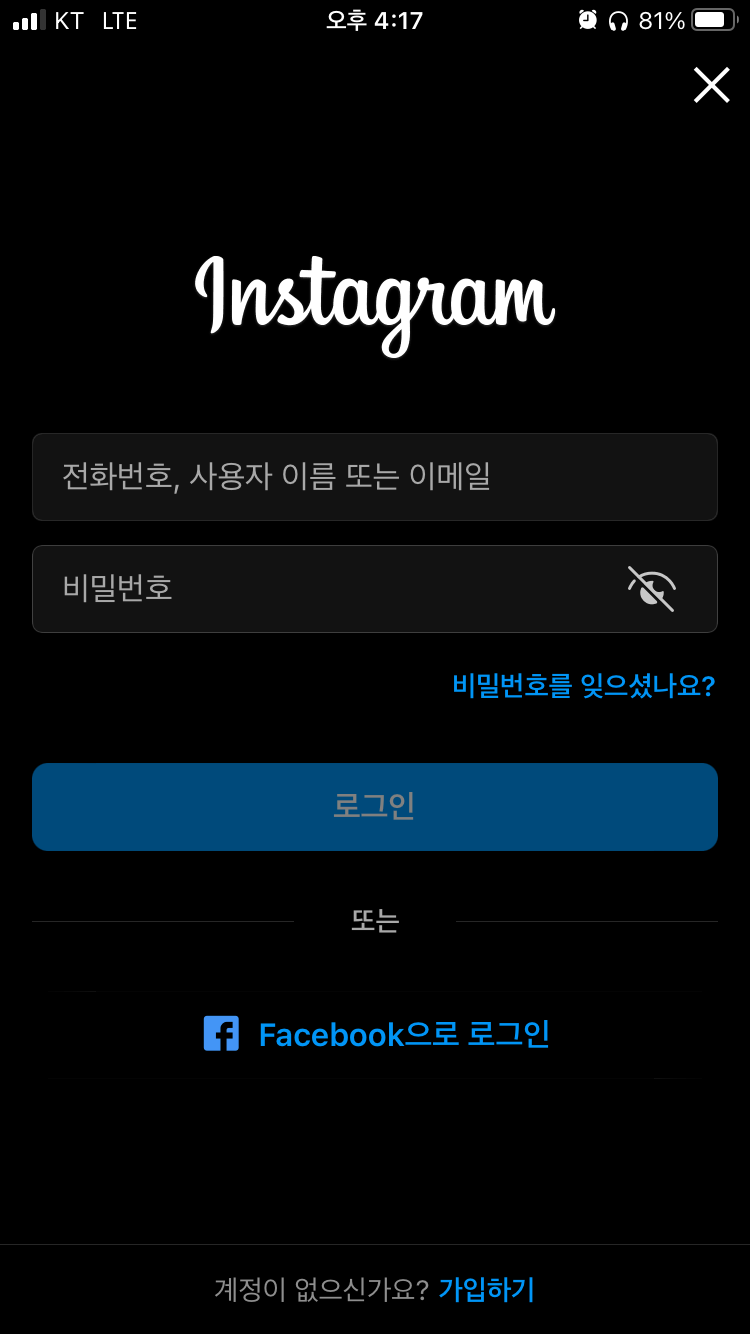 KT LTE 오후 4:17 81%
Instagram
전화번호, 사용자 이름 또는 이메일
비밀번호
비밀번호를 잊으셨나요?
로그인
또는
Facebook으로 로그인
계정이 없으신가요? 가입하기